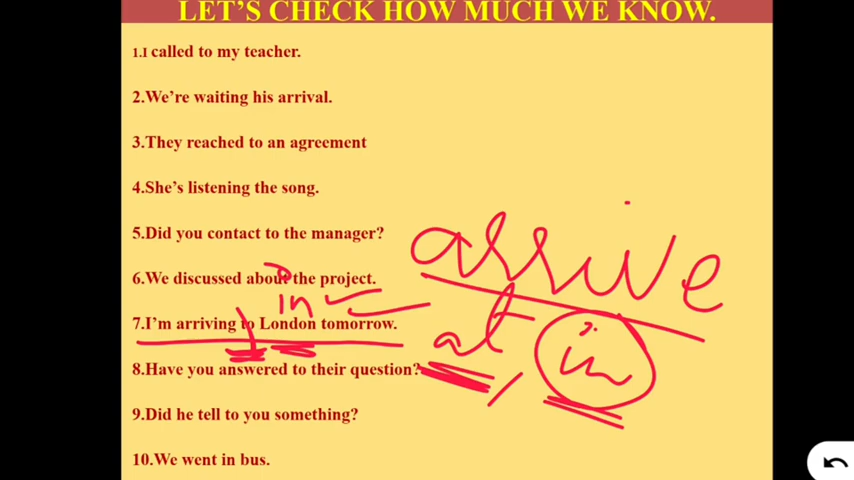 LET'S CHECK HOW MUCH WE KNOW.
1.I called to my teacher.
2.We're waiting his arrival.
3.They reached to an agreement
4.She's listening the song.
5.Did you contact to the manager?
6.We discussed about the project.
in
7.I'm arriving to London tomorrow.
8.Have you answered to their question?
9.Did he tell to you something?
10.We went in bus.
arrive
at, in